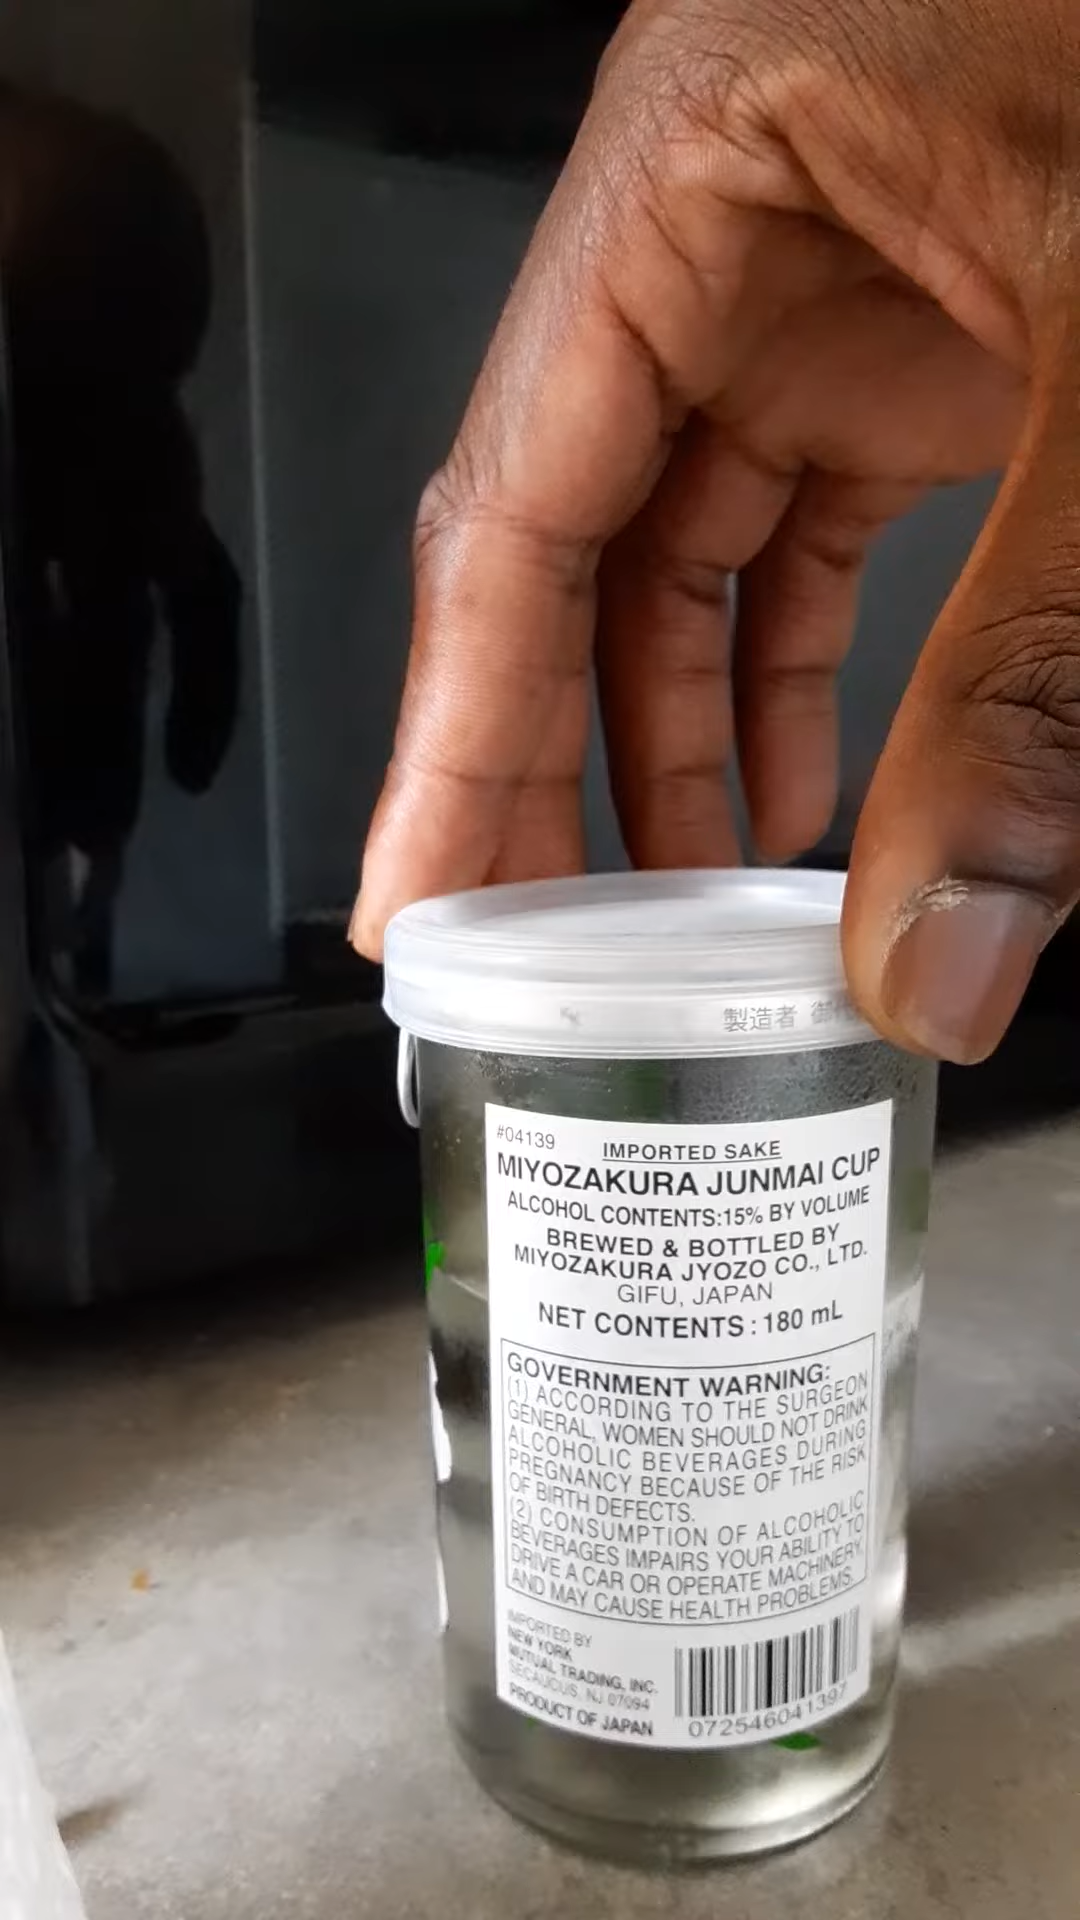 製造者
#04139
IMPORTED SAKE
MIYOZAKURA JUNMAI CUP
ALCOHOL CONTENTS:15% BY VOLUME
BREWED & BOTTLED BY
MIYOZAKURA JYOZO CO., LTD.
GIFU, JAPAN
NET CONTENTS : 180 mL
GOVERNMENT WARNING:
(1) ACCORDING TO THE SURGEON
GENERAL, WOMEN SHOULD NOT DRINK
ALCOHOLIC BEVERAGES DURING
PREGNANCY BECAUSE OF THE RISK
OF BIRTH DEFECTS.
(2) CONSUMPTION OF ALCOHOLIC
BEVERAGES IMPAIRS YOUR ABILITY TO
DRIVE A CAR OR OPERATE MACHINERY,
AND MAY CAUSE HEALTH PROBLEMS.
IMPORTED BY
NEW YORK
MUTUAL TRADING, INC.
SECAUCUS, NJ 07094
PRODUCT OF JAPAN
072546041397